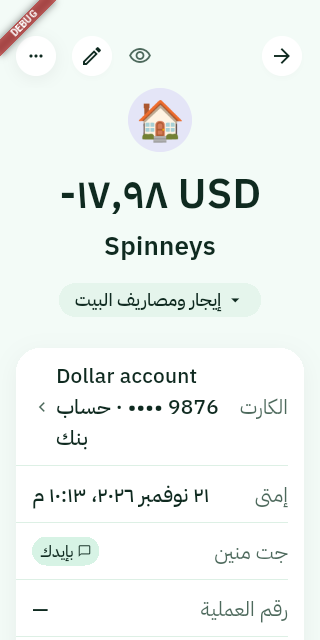 DEBUG
-١٧,٩٨ USD
Spinneys
إيجار ومصاريف البيت
الكارت
Dollar account
حساب · •••• 9876
بنك
إمتى
٢١ نوفمبر ٢٠٢٦، ١٠:١٣ م
جت منين
بإيدك
رقم العملية
—